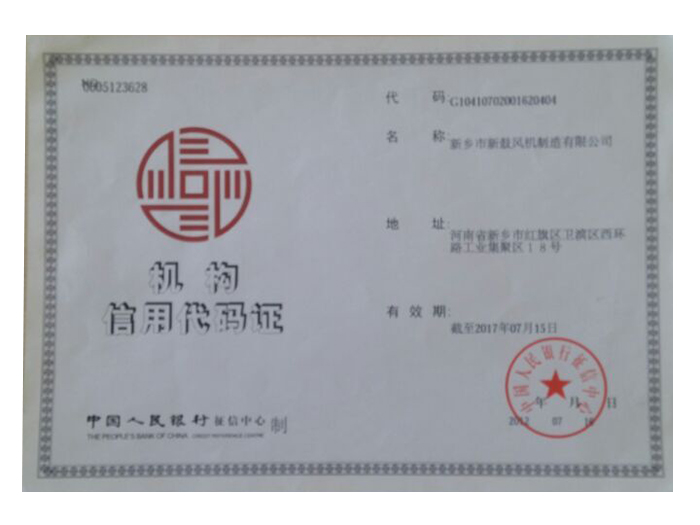 0005123628
机 构
信用代码证
中国人民银行 征信中心 制
THE PEOPLE'S BANK OF CHINA CREDIT REFERENCE CENTER
代 码: G10410702001620404
名 称: 新乡市新鼓风机制造有限公司
地 址: 河南省新乡市红旗区卫滨区西环
路工业集聚区18号
有 效 期: 截至2017年07月15日
中国人民银行征信中心
年 月 日
2012 07